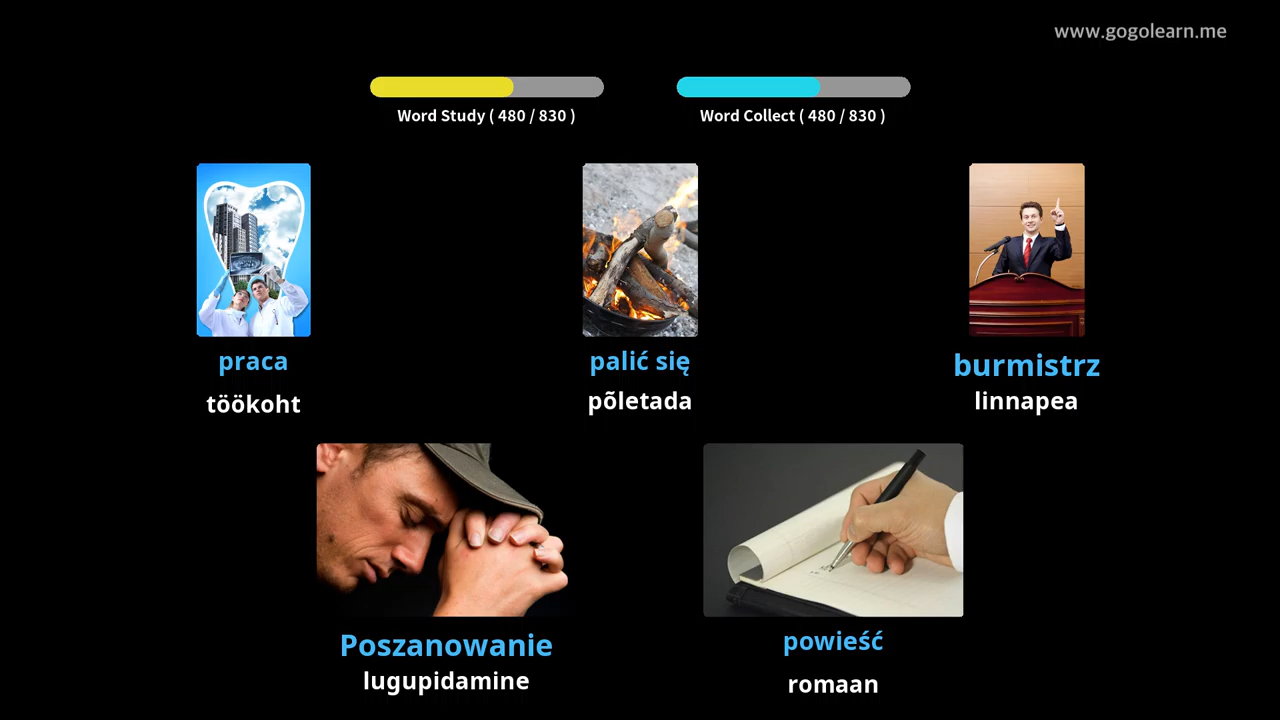 www.gogolearn.me
Word Study ( 480 / 830 )
Word Collect ( 480 / 830 )
praca
töökoht
palić się
põletada
burmistrz
linnapea
Poszanowanie
lugupidamine
powieść
romaan